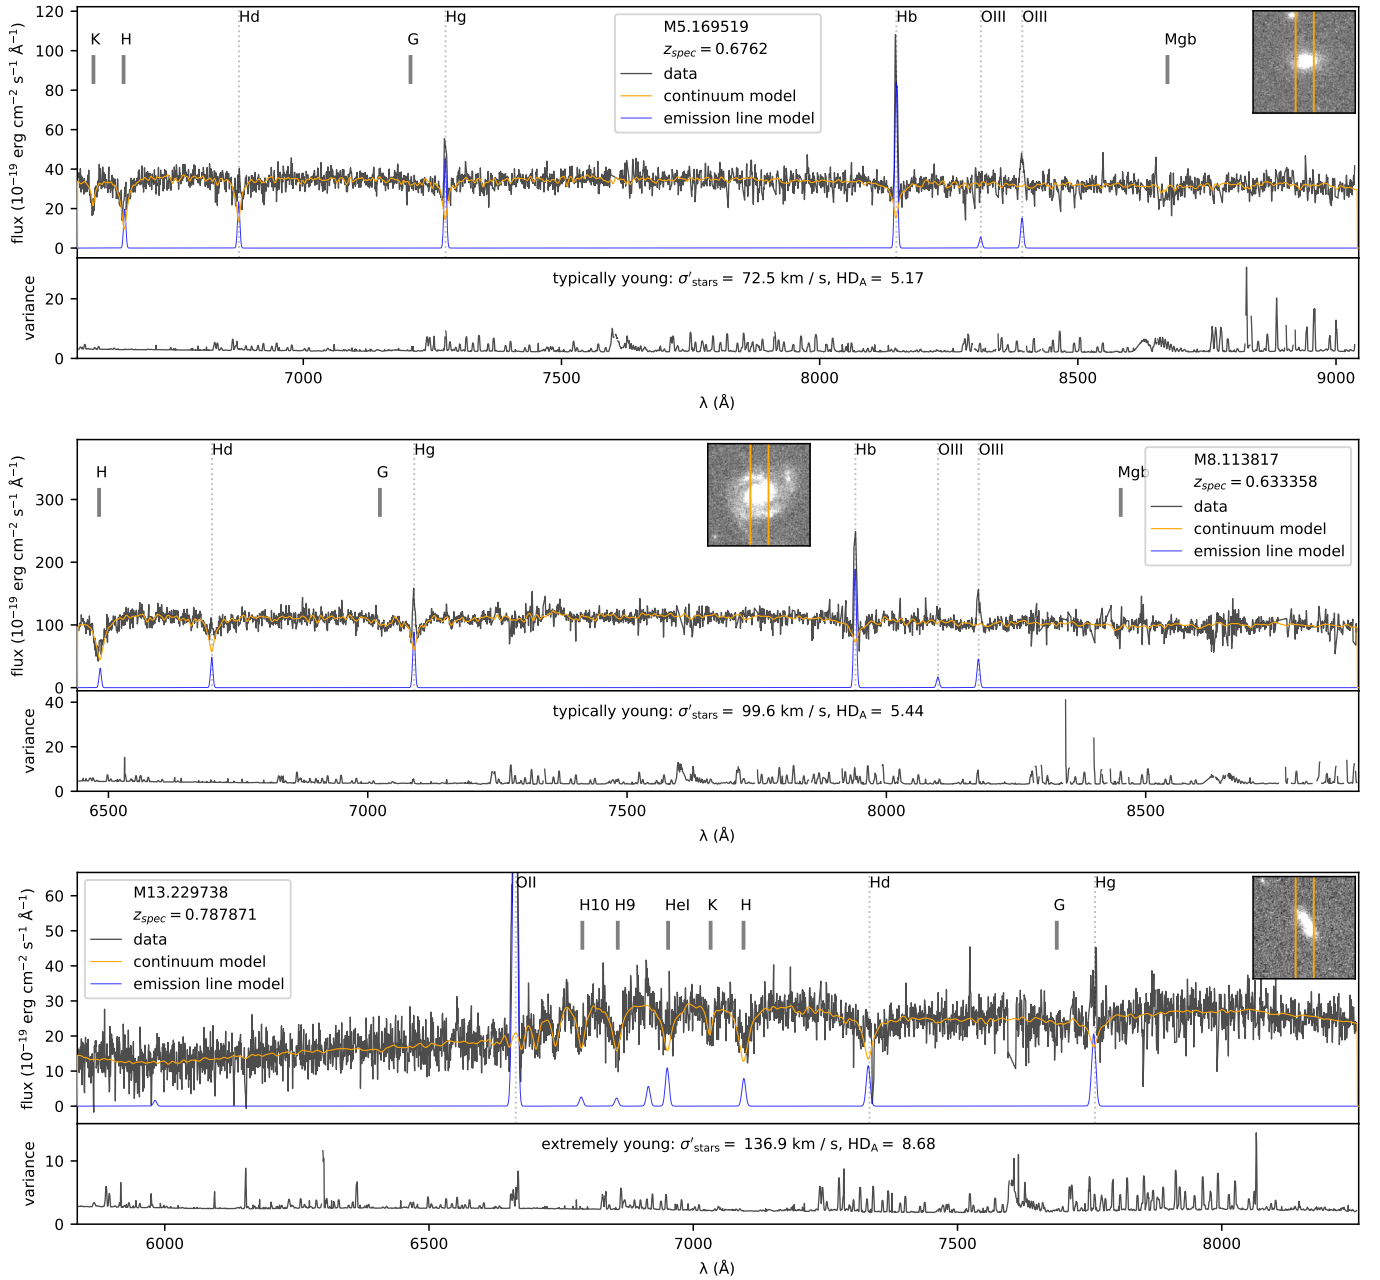 Hd Hg Hb OIII OIII
K H G Mgb
M5.169519
z_spec = 0.6762
data
continuum model
emission line model
flux (10⁻¹⁹ erg cm⁻² s⁻¹ Å⁻¹)
120
100
80
60
40
20
0
typically young: σ′_stars = 72.5 km / s, HD_A = 5.17
variance
20
0
7000 7500 8000 8500 9000
λ (Å)
Hd Hg Hb OIII OIII
H G Mgb
M8.113817
z_spec = 0.633358
data
continuum model
emission line model
flux (10⁻¹⁹ erg cm⁻² s⁻¹ Å⁻¹)
300
200
100
0
typically young: σ′_stars = 99.6 km / s, HD_A = 5.44
variance
40
20
0
6500 7000 7500 8000 8500
λ (Å)
OII Hd Hg
H10 H9 HeI K H G
M13.229738
z_spec = 0.787871
data
continuum model
emission line model
flux (10⁻¹⁹ erg cm⁻² s⁻¹ Å⁻¹)
60
50
40
30
20
10
0
extremely young: σ′_stars = 136.9 km / s, HD_A = 8.68
variance
10
0
6000 6500 7000 7500 8000
λ (Å)